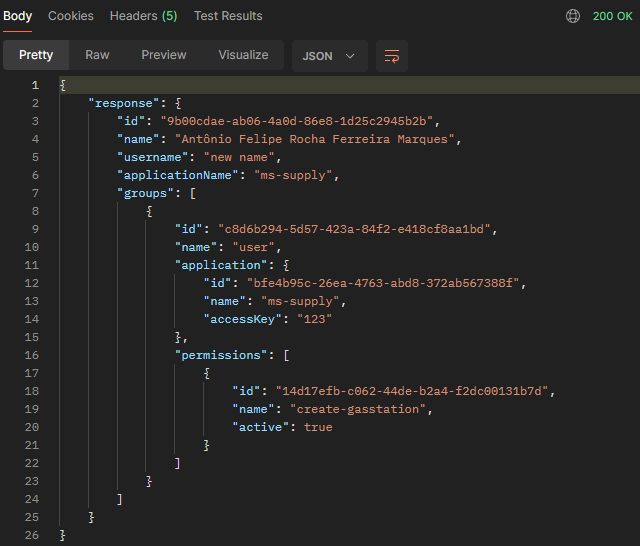 Body Cookies Headers (5) Test Results 200 OK
Pretty Raw Preview Visualize JSON
1 {
2 "response": {
3 "id": "9b00cdae-ab06-4a0d-86e8-1d25c2945b2b",
4 "name": "Antônio Felipe Rocha Ferreira Marques",
5 "username": "new name",
6 "applicationName": "ms-supply",
7 "groups": [
8 {
9 "id": "c8d6b294-5d57-423a-84f2-e418cf8aa1bd",
10 "name": "user",
11 "application": {
12 "id": "bfe4b95c-26ea-4763-abd8-372ab567388f",
13 "name": "ms-supply",
14 "accessKey": "123"
15 },
16 "permissions": [
17 {
18 "id": "14d17efb-c062-44de-b2a4-f2dc00131b7d",
19 "name": "create-gasstation",
20 "active": true
21 }
22 ]
23 }
24 ]
25 }
26 }